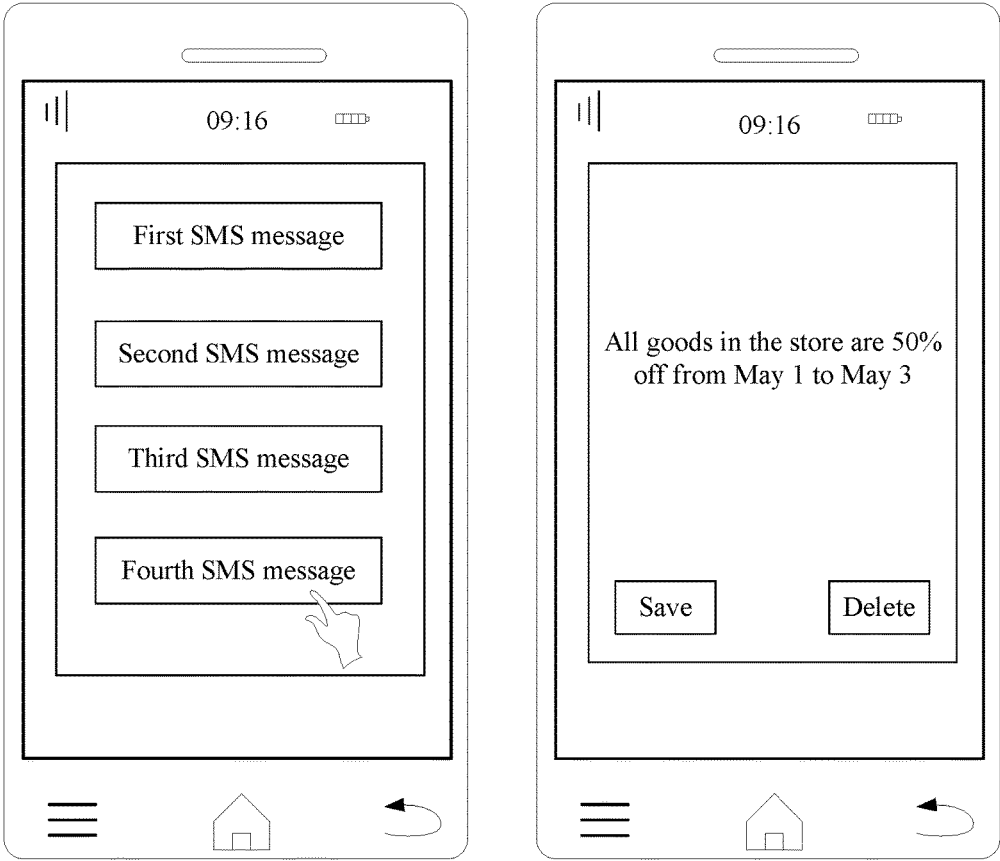 09:16
First SMS message
Second SMS message
Third SMS message
Fourth SMS message
09:16
All goods in the store are 50%
off from May 1 to May 3
Save
Delete